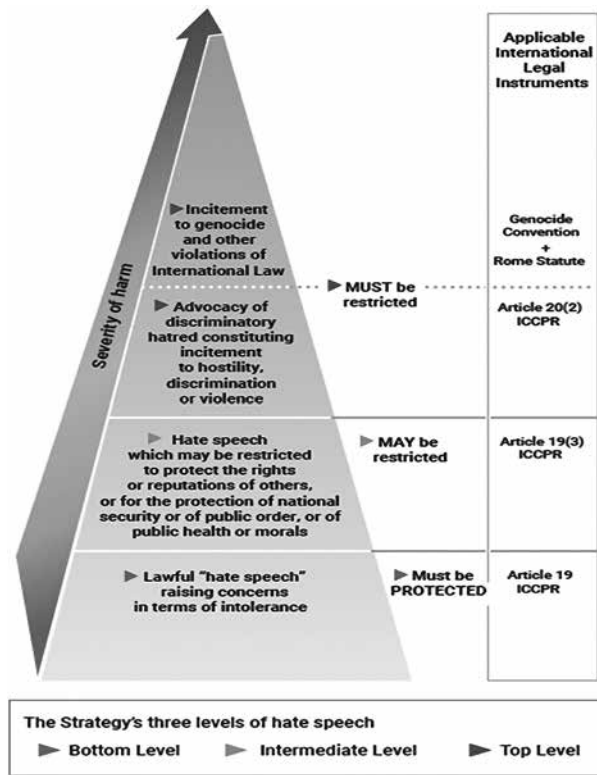 Applicable
International
Legal
Instruments
Severity of harm
►Incitement
to genocide
and other
violations of
International Law
Genocide
Convention
+
Rome Statute
►MUST be
restricted
►Advocacy of
discriminatory
hatred constituting
incitement
to hostility,
discrimination
or violence
Article 20(2)
ICCPR
► Hate speech
which may be restricted
to protect the rights
or reputations of others,
or for the protection of national
security or of public order, or of
public health or morals
►MAY be
restricted
Article 19(3)
ICCPR
►Lawful "hate speech"
raising concerns
in terms of intolerance
►Must be
PROTECTED
Article 19
ICCPR
The Strategy's three levels of hate speech
► Bottom Level ► Intermediate Level ► Top Level